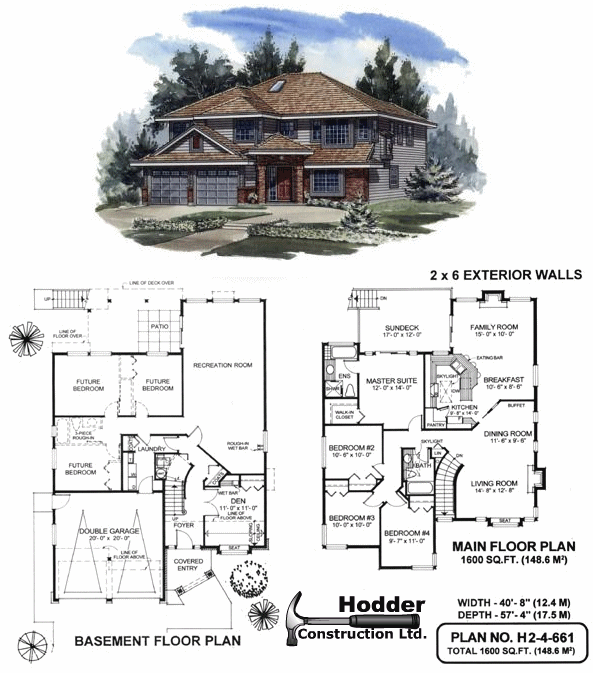 2 x 6 EXTERIOR WALLS
LINE OF DECK OVER
UP
LINE OF
FLOOR OVER
PATIO
RECREATION ROOM
FUTURE
BEDROOM
FUTURE
BEDROOM
3-PIECE
ROUGH-IN
LAUNDRY
ROUGH-IN
WET BAR
FUTURE
BEDROOM
WET BAR
DEN
11'-0" x 11'-0"
LINE OF
FLOOR ABOVE
DOUBLE GARAGE
20'-0" x 20'-0"
LINE OF
FLOOR ABOVE
UP
FOYER
SEAT
COVERED
ENTRY
BASEMENT FLOOR PLAN
DN
SUNDECK
17'-0" x 12'-0"
FAMILY ROOM
15'-0" x 10'-0"
EATING BAR
ENS
SHWR
MASTER SUITE
12'-0" x 14'-0"
SKYLIGHT
D/W
BREAKFAST
10'-6" x 8'-6"
WALK-IN
CLOSET
KITCHEN
9'-8" x 14'-0"
PANTRY
BUFFET
BEDROOM #2
10'-6" x 10'-0"
SKYLIGHT
BATH
DN
DINING ROOM
11'-6" x 9'-6"
LIVING ROOM
14'-8" x 12'-8"
BEDROOM #3
10'-0" x 10'-0"
BEDROOM #4
9'-7" x 11'-0"
SEAT
MAIN FLOOR PLAN
1600 SQ.FT. (148.6 M²)
Hodder
Construction Ltd.
WIDTH - 40'- 8" (12.4 M)
DEPTH - 57'- 4" (17.5 M)
PLAN NO. H2-4-661
TOTAL 1600 SQ.FT. (148.6 M²)